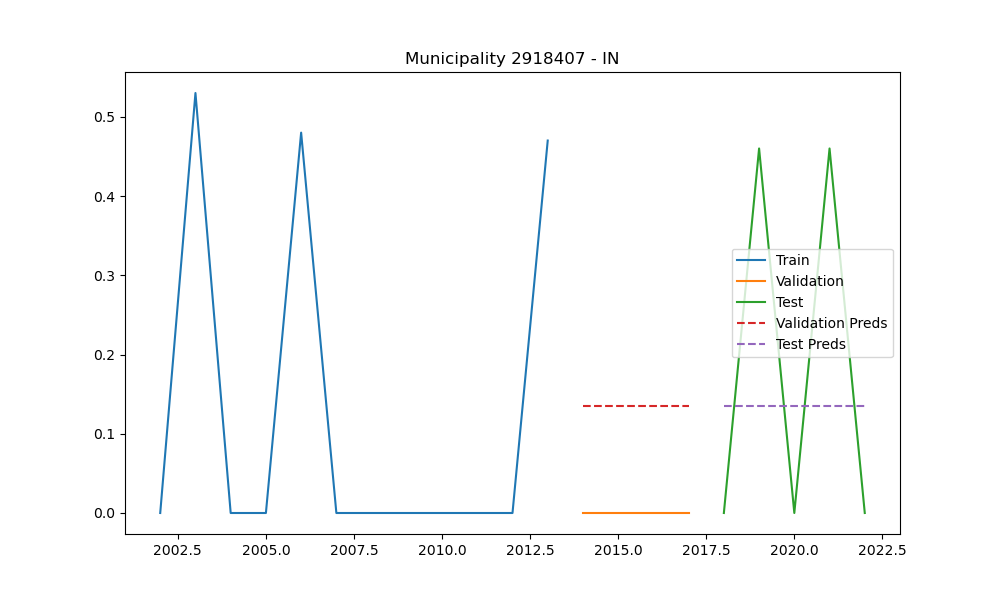 Municipality 2918407 - IN
0.5
0.4
0.3
0.2
0.1
0.0
Train
Validation
Test
Validation Preds
Test Preds
2002.5 2005.0 2007.5 2010.0 2012.5 2015.0 2017.5 2020.0 2022.5